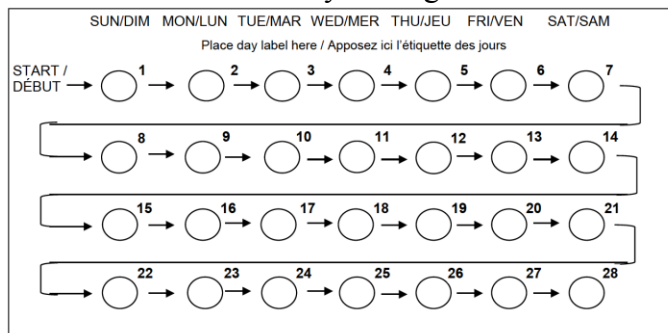 SUN/DIM MON/LUN TUE/MAR WED/MER THU/JEU FRI/VEN SAT/SAM
Place day label here / Apposez ici l'étiquette des jours
START / DÉBUT
1 2 3 4 5 6 7
8 9 10 11 12 13 14
15 16 17 18 19 20 21
22 23 24 25 26 27 28